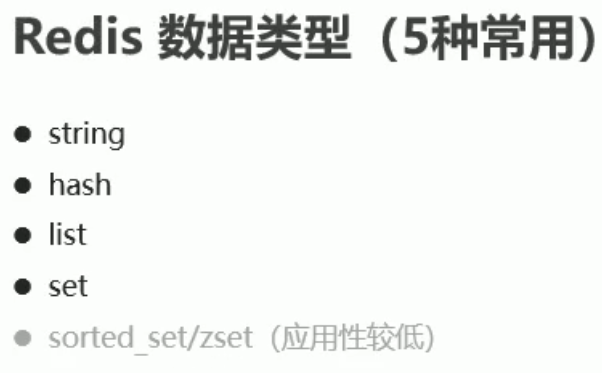 Redis 数据类型（5种常用）
● string
● hash
● list
● set
● sorted_set/zset（应用性较低）